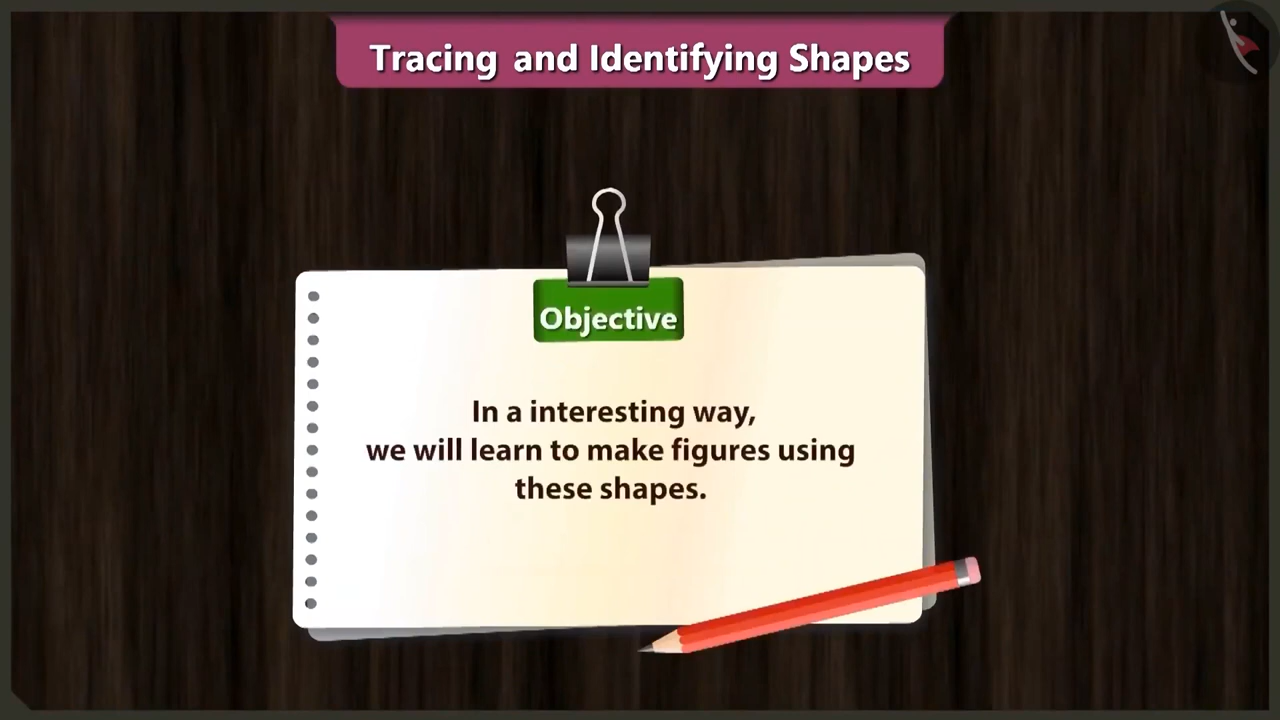 Tracing and Identifying Shapes
Objective
In a interesting way,
we will learn to make figures using
these shapes.